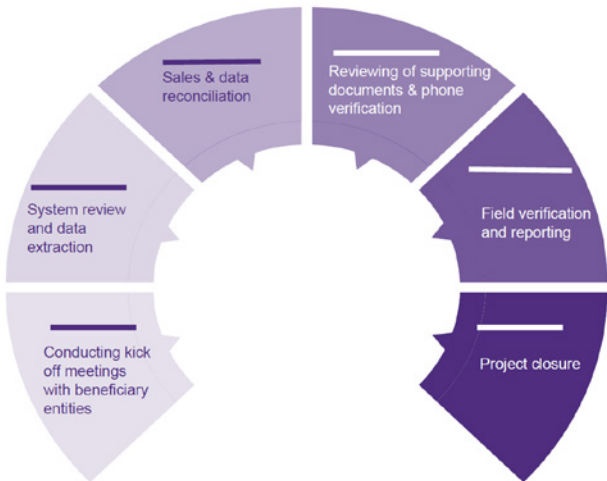 Sales & data
reconciliation
Reviewing of supporting
documents & phone
verification
System review
and data
extraction
Field verification
and reporting
Conducting kick
off meetings
with beneficiary
entities
Project closure